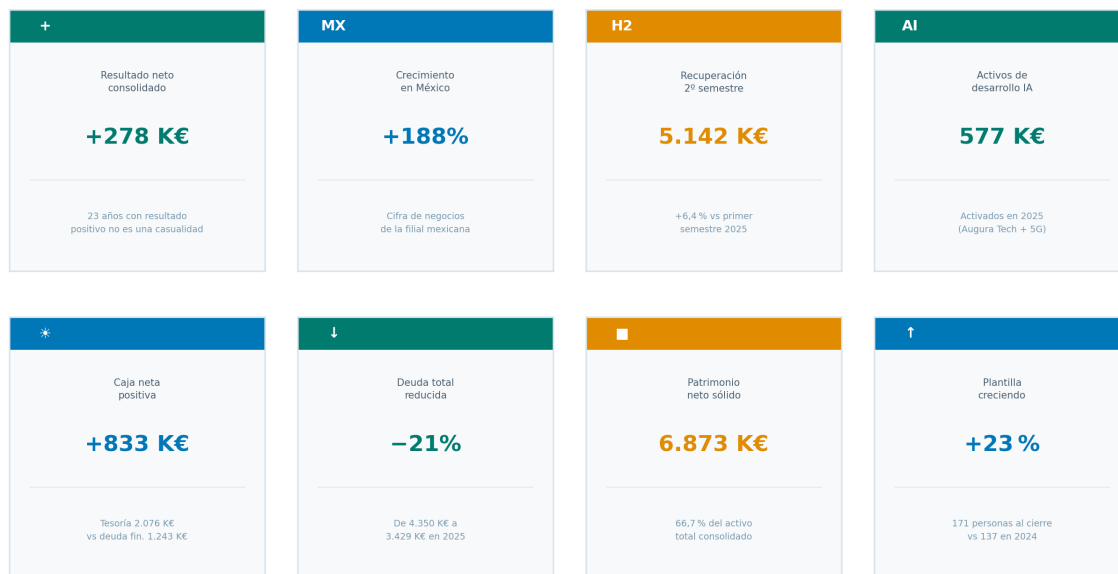 +
Resultado neto
consolidado
+278 K€
23 años con resultado
positivo no es una casualidad
MX
Crecimiento
en México
+188%
Cifra de negocios
de la filial mexicana
H2
Recuperación
2º semestre
5.142 K€
+6,4 % vs primer
semestre 2025
AI
Activos de
desarrollo IA
577 K€
Activados en 2025
(Augura Tech + 5G)
☀
Caja neta
positiva
+833 K€
Tesoría 2.076 K€
vs deuda fin. 1.243 K€
↓
Deuda total
reducida
−21%
De 4.350 K€ a
3.429 K€ en 2025
■
Patrimonio
neto sólido
6.873 K€
66,7 % del activo
total consolidado
↑
Plantilla
creciendo
+23 %
171 personas al cierre
vs 137 en 2024